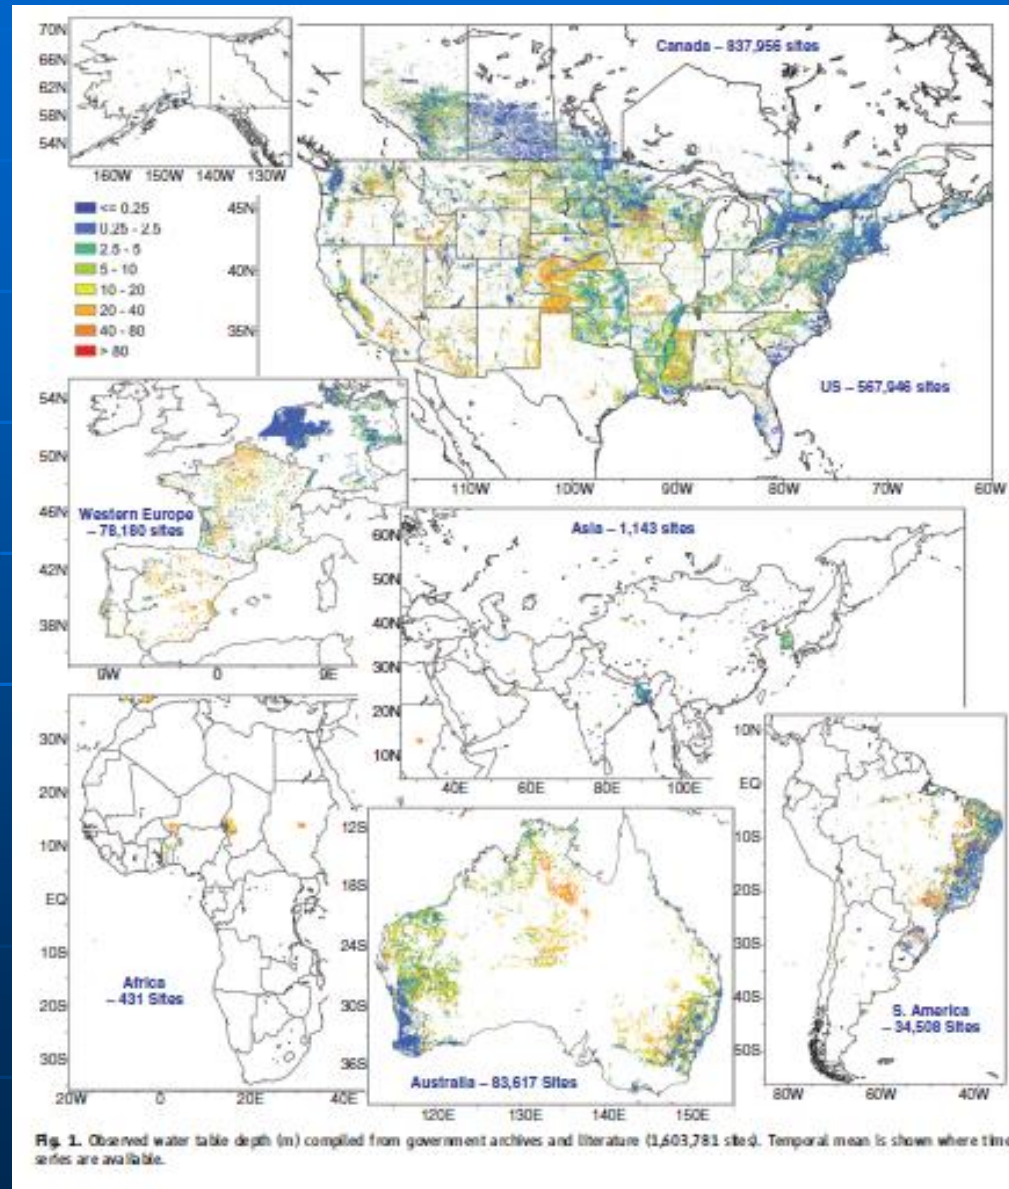 70N
66N
62N
58N
54N
160W 150W 140W 130W
Canada – 837,956 sites
<= 0.25
0.25 - 2.5
2.5 - 5
5 - 10
10 - 20
20 - 40
40 - 80
> 80
45N
40N
35N
US – 567,946 sites
110W 100W 90W 80W 70W 60W
54N
50N
46N
42N
38N
Western Europe
– 78,180 sites
9W 0 9E
Asia – 1,143 sites
60N
50N
40N
30N
20N
10N
40E 60E 80E 100E
30N
20N
10N
EQ
10S
20S
30S
Africa
– 431 Sites
20W 0 20E 40E
12S
18S
24S
30S
36S
Australia – 83,617 Sites
120E 130E 140E 150E
10N
EQ
10S
20S
30S
40S
50S
S. America
– 34,508 Sites
80W 60W 40W
Fig. 1. Observed water table depth (m) compiled from government archives and literature (1,603,781 sites). Temporal mean is shown where time
series are available.